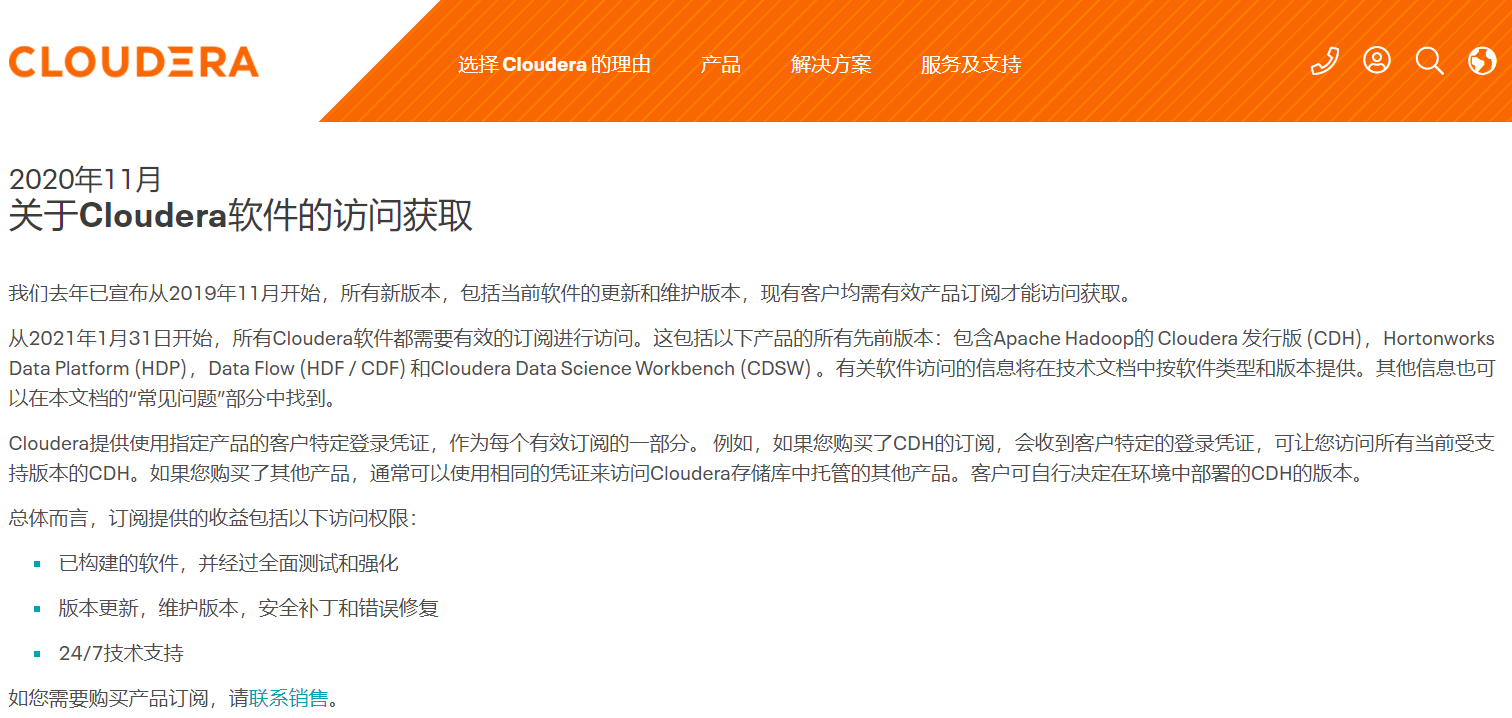 CLOUDERA
选择 Cloudera 的理由 产品 解决方案 服务及支持
2020年11月
关于Cloudera软件的访问获取
我们去年已宣布从2019年11月开始，所有新版本，包括当前软件的更新和维护版本，现有客户均需有效产品订阅才能访问获取。
从2021年1月31日开始，所有Cloudera软件都需要有效的订阅进行访问。这包括以下产品的所有先前版本：包含Apache Hadoop的 Cloudera 发行版 (CDH)，Hortonworks
Data Platform (HDP)，Data Flow (HDF / CDF) 和Cloudera Data Science Workbench (CDSW) 。有关软件访问的信息将在技术文档中按软件类型和版本提供。其他信息也可
以在本文档的“常见问题”部分中找到。
Cloudera提供使用指定产品的客户特定登录凭证，作为每个有效订阅的一部分。 例如，如果您购买了CDH的订阅，会收到客户特定的登录凭证，可让您访问所有当前受支
持版本的CDH。如果您购买了其他产品，通常可以使用相同的凭证来访问Cloudera存储库中托管的其他产品。客户可自行决定在环境中部署的CDH的版本。
总体而言，订阅提供的收益包括以下访问权限：
▪ 已构建的软件，并经过全面测试和强化
▪ 版本更新，维护版本，安全补丁和错误修复
▪ 24/7技术支持
如您需要购买产品订阅，请联系销售。